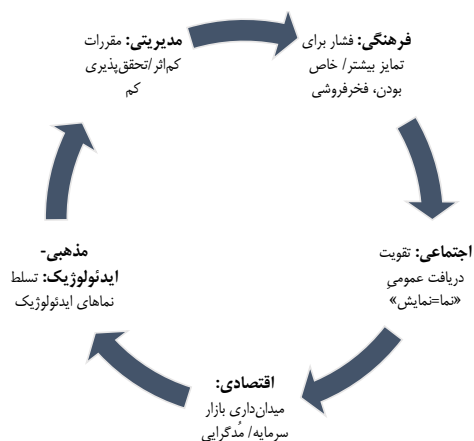 فرهنگی: فشار برای
تمایز بیشتر/ خاص
بودن، فخرفروشی
اجتماعی: تقویت
دریافت عمومیِ
«نما=نمایش»
اقتصادی:
میدان‌داری بازار
سرمایه/ مُدگرایی
مذهبی-
ایدئولوژیک: تسلط
نماهای ایدئولوژیک
مدیریتی: مقررات
کم‌اثر/تحقق‌پذیری
کم